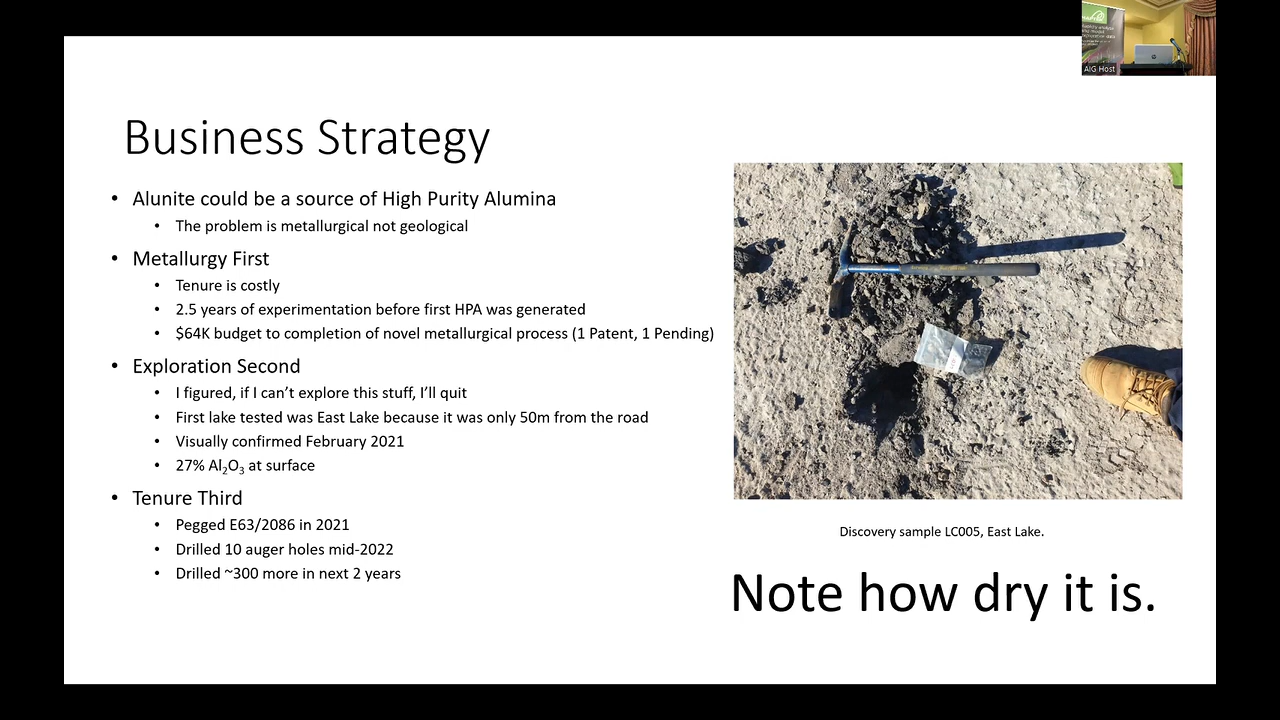 AIG Host
Business Strategy
• Alunite could be a source of High Purity Alumina
• The problem is metallurgical not geological
• Metallurgy First
• Tenure is costly
• 2.5 years of experimentation before first HPA was generated
• $64K budget to completion of novel metallurgical process (1 Patent, 1 Pending)
• Exploration Second
• I figured, if I can’t explore this stuff, I’ll quit
• First lake tested was East Lake because it was only 50m from the road
• Visually confirmed February 2021
• 27% Al₂O₃ at surface
• Tenure Third
• Pegged E63/2086 in 2021
• Drilled 10 auger holes mid-2022
• Drilled ~300 more in next 2 years
Discovery sample LC005, East Lake.
Note how dry it is.